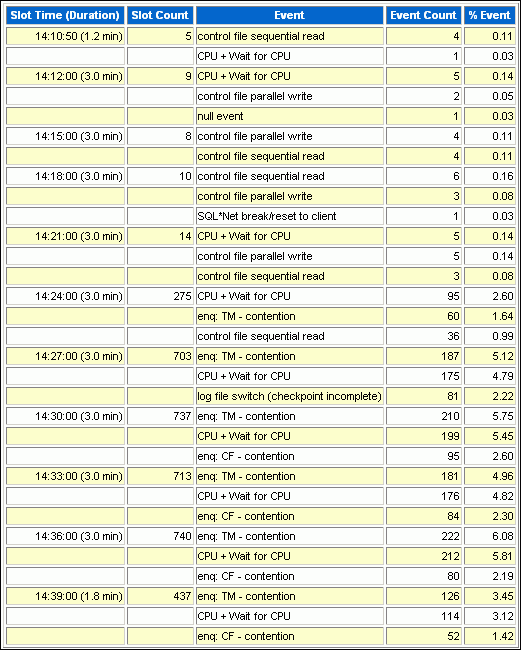 Slot Time (Duration) Slot Count Event Event Count % Event
14:10:50 (1.2 min) 5 control file sequential read 4 0.11
CPU + Wait for CPU 1 0.03
14:12:00 (3.0 min) 9 CPU + Wait for CPU 5 0.14
control file parallel write 2 0.05
null event 1 0.03
14:15:00 (3.0 min) 8 control file parallel write 4 0.11
control file sequential read 4 0.11
14:18:00 (3.0 min) 10 control file sequential read 6 0.16
control file parallel write 3 0.08
SQL*Net break/reset to client 1 0.03
14:21:00 (3.0 min) 14 CPU + Wait for CPU 5 0.14
control file parallel write 5 0.14
control file sequential read 3 0.08
14:24:00 (3.0 min) 275 CPU + Wait for CPU 95 2.60
enq: TM - contention 60 1.64
control file sequential read 36 0.99
14:27:00 (3.0 min) 703 enq: TM - contention 187 5.12
CPU + Wait for CPU 175 4.79
log file switch (checkpoint incomplete) 81 2.22
14:30:00 (3.0 min) 737 enq: TM - contention 210 5.75
CPU + Wait for CPU 199 5.45
enq: CF - contention 95 2.60
14:33:00 (3.0 min) 713 enq: TM - contention 181 4.96
CPU + Wait for CPU 176 4.82
enq: CF - contention 84 2.30
14:36:00 (3.0 min) 740 enq: TM - contention 222 6.08
CPU + Wait for CPU 212 5.81
enq: CF - contention 80 2.19
14:39:00 (1.8 min) 437 enq: TM - contention 126 3.45
CPU + Wait for CPU 114 3.12
enq: CF - contention 52 1.42